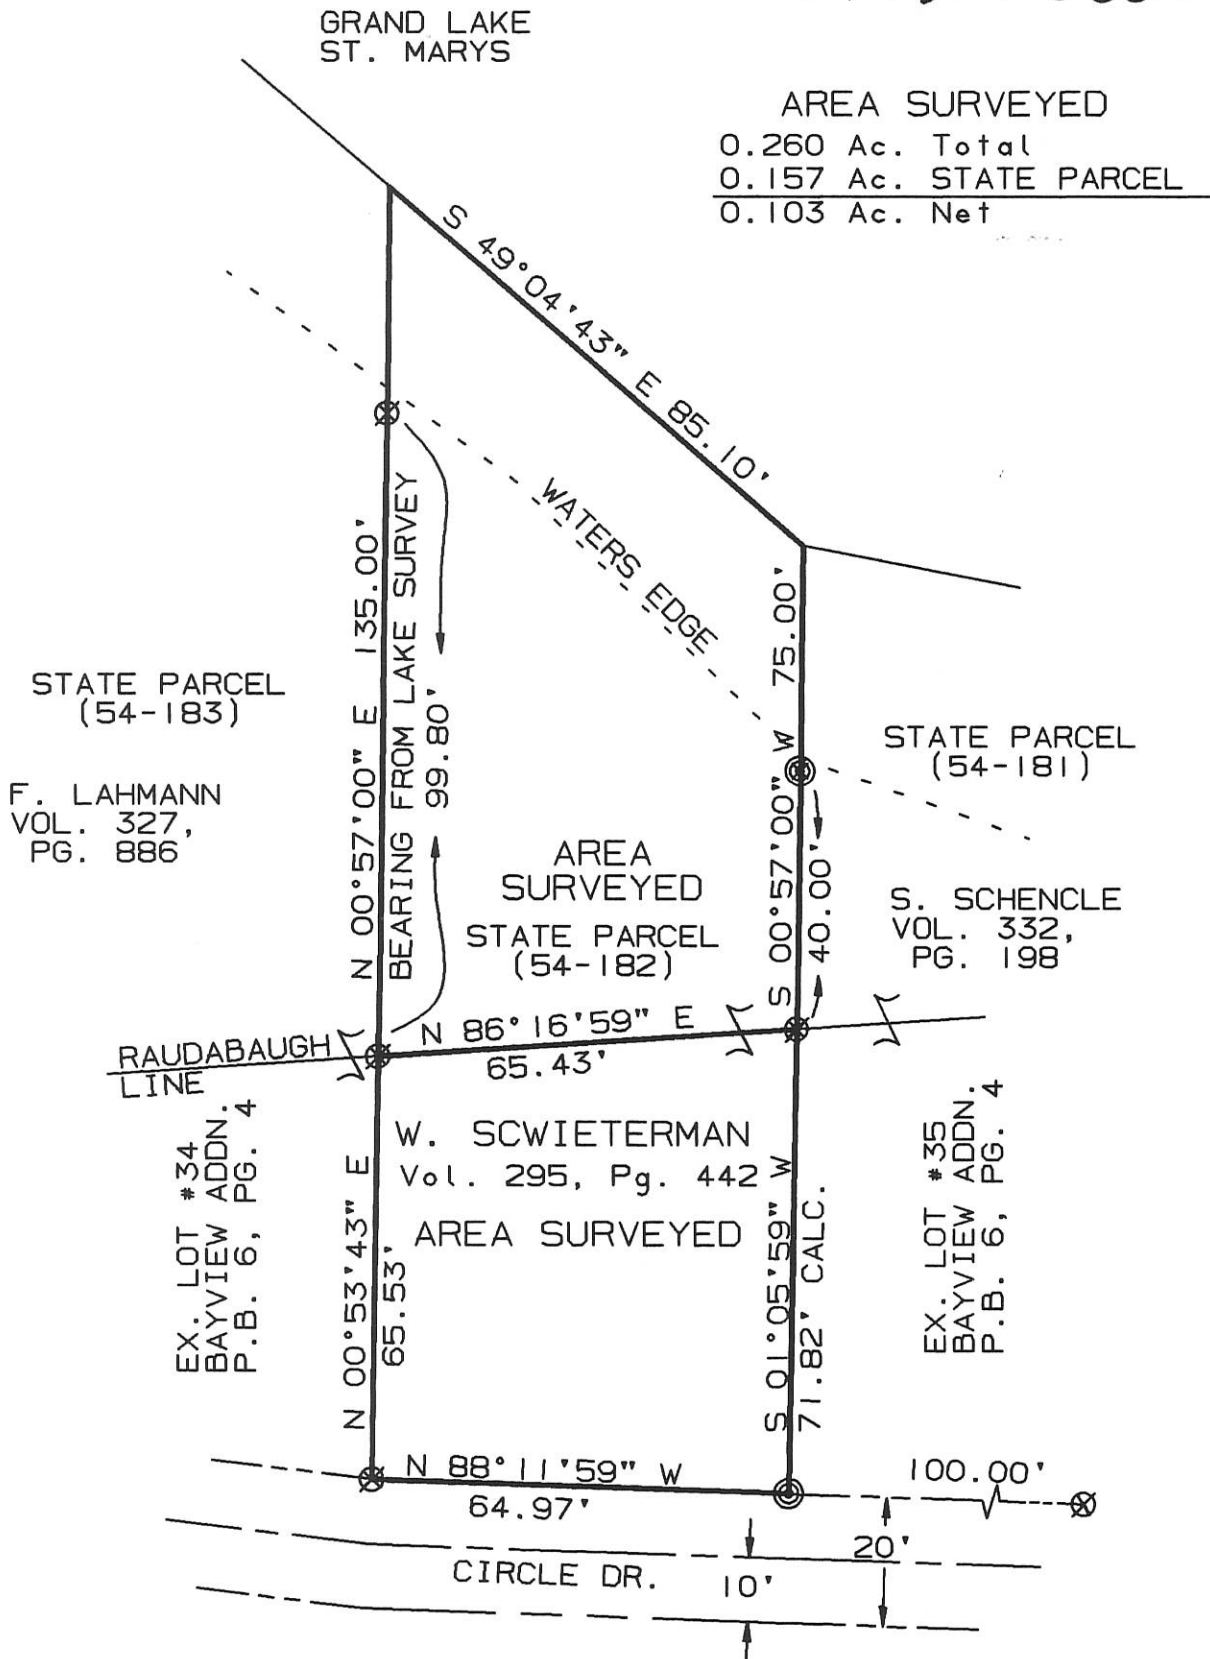 GRAND LAKE
ST. MARYS
AREA SURVEYED
0.260 Ac. Total
0.157 Ac. STATE PARCEL
0.103 Ac. Net
S 49°04'43" E 85.10'
WATERS EDGE
N 00°57'00" E 135.00'
BEARING FROM LAKE SURVEY
99.80'
S 00°57'00" W 75.00'
40.00'
STATE PARCEL
(54-183)
F. LAHMANN
VOL. 327,
PG. 886
STATE PARCEL
(54-181)
AREA
SURVEYED
STATE PARCEL
(54-182)
S. SCHENCLE
VOL. 332,
PG. 198
N 86°16'59" E
65.43'
RAUDABAUGH
LINE
EX. LOT #34
BAYVIEW ADDN.
P.B. 6, PG. 4
N 00°53'43" E
65.53'
W. SCWIETERMAN
Vol. 295, Pg. 442
AREA SURVEYED
S 01°05'59" W
71.82' CALC.
EX. LOT #35
BAYVIEW ADDN.
P.B. 6, PG. 4
N 88°11'59" W
64.97'
100.00'
20'
CIRCLE DR.
10'